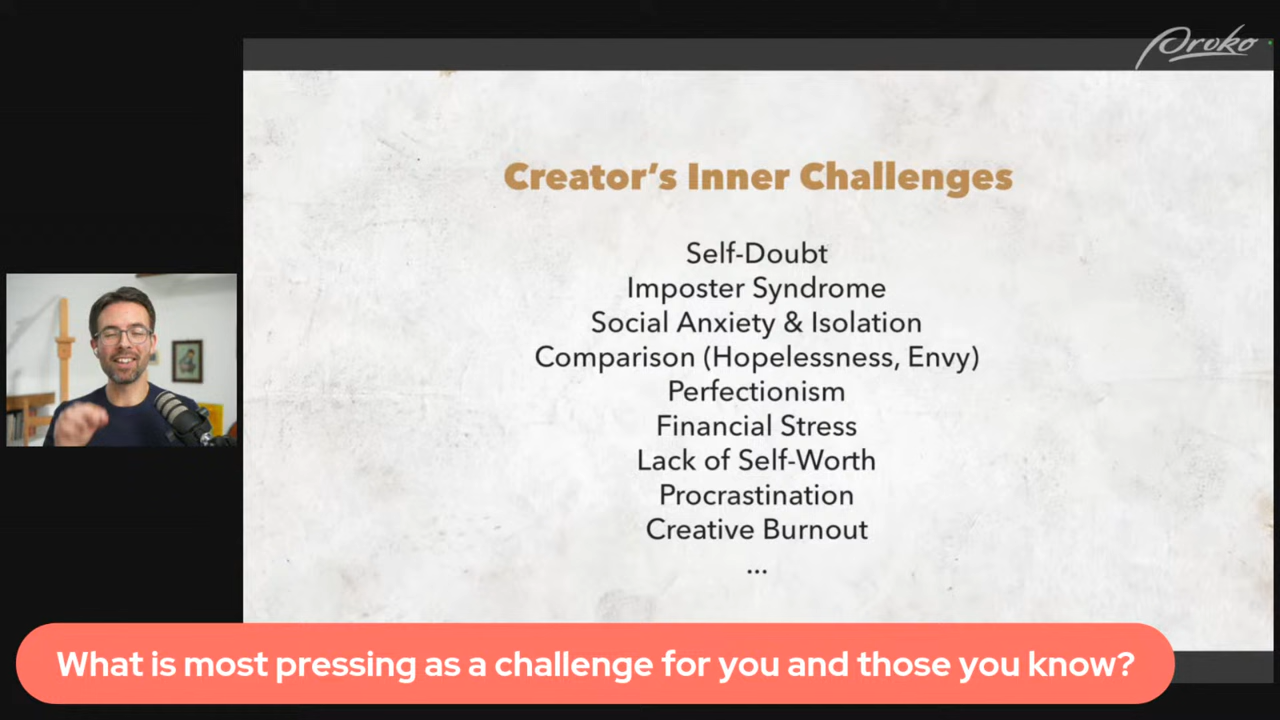 Proko
Creator’s Inner Challenges
Self-Doubt
Imposter Syndrome
Social Anxiety & Isolation
Comparison (Hopelessness, Envy)
Perfectionism
Financial Stress
Lack of Self-Worth
Procrastination
Creative Burnout
...
What is most pressing as a challenge for you and those you know?